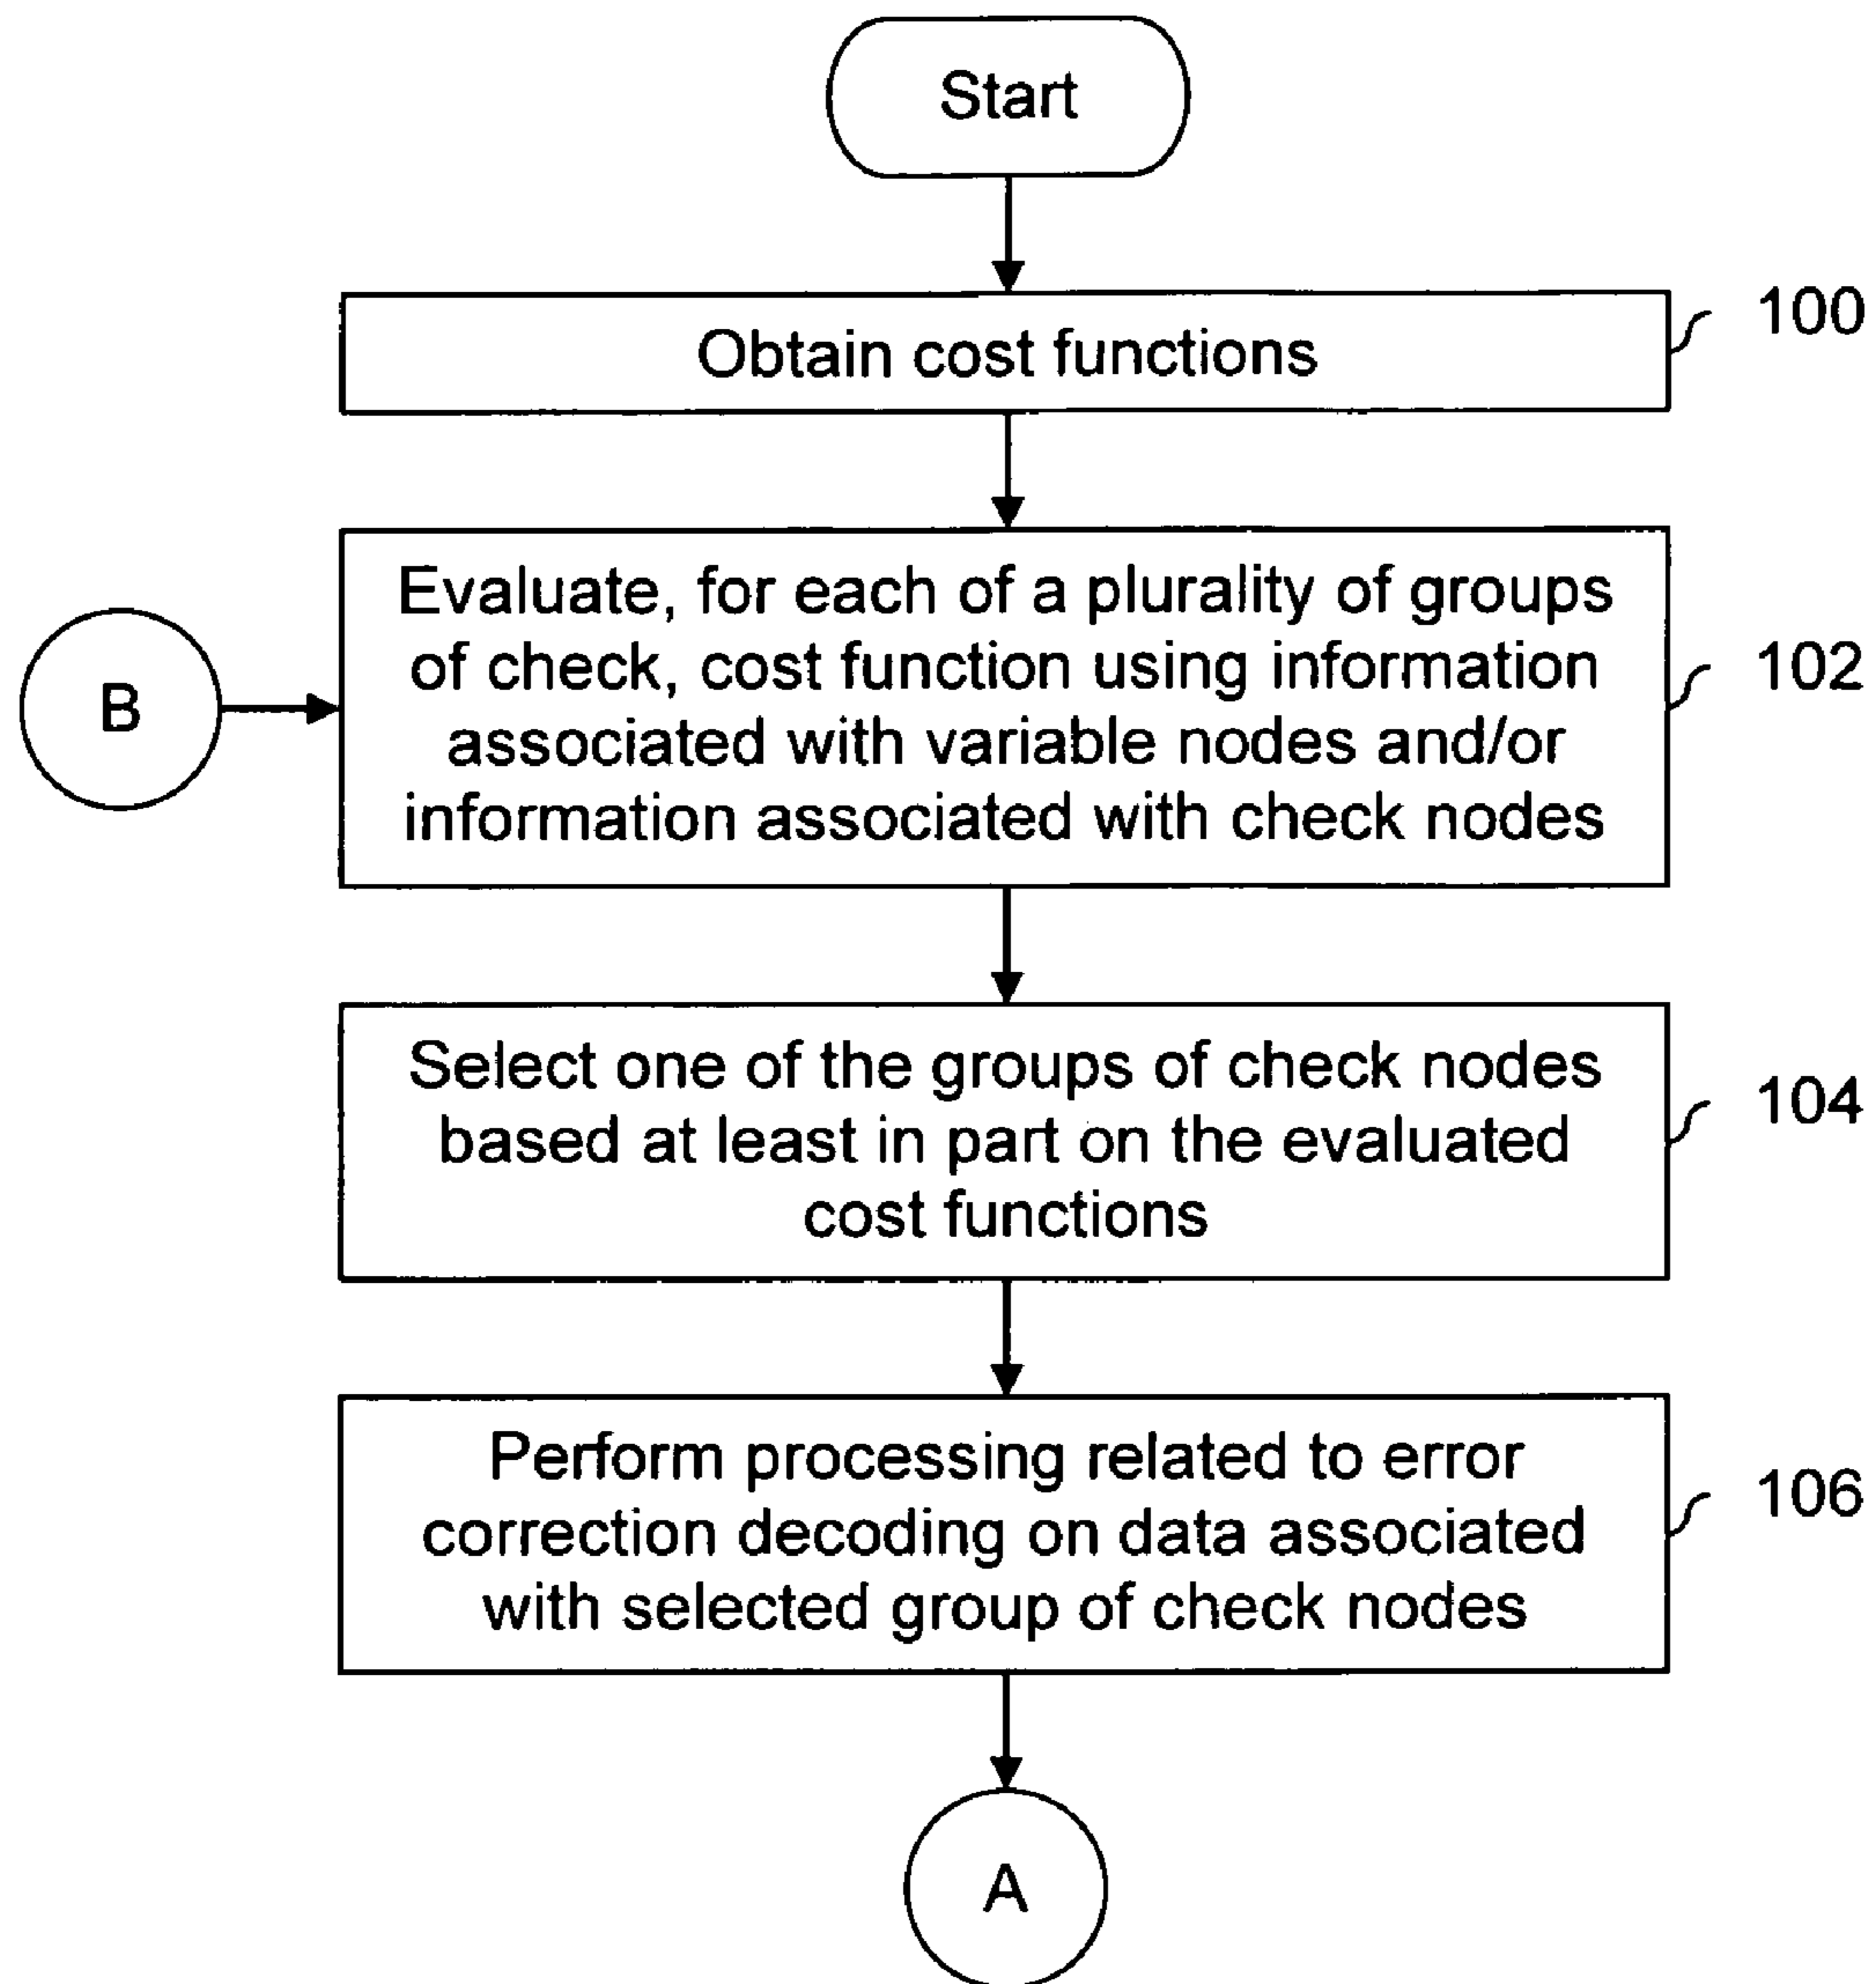 Start
Obtain cost functions
100
Evaluate, for each of a plurality of groups
of check, cost function using information
associated with variable nodes and/or
information associated with check nodes
102
B
Select one of the groups of check nodes
based at least in part on the evaluated
cost functions
104
Perform processing related to error
correction decoding on data associated
with selected group of check nodes
106
A